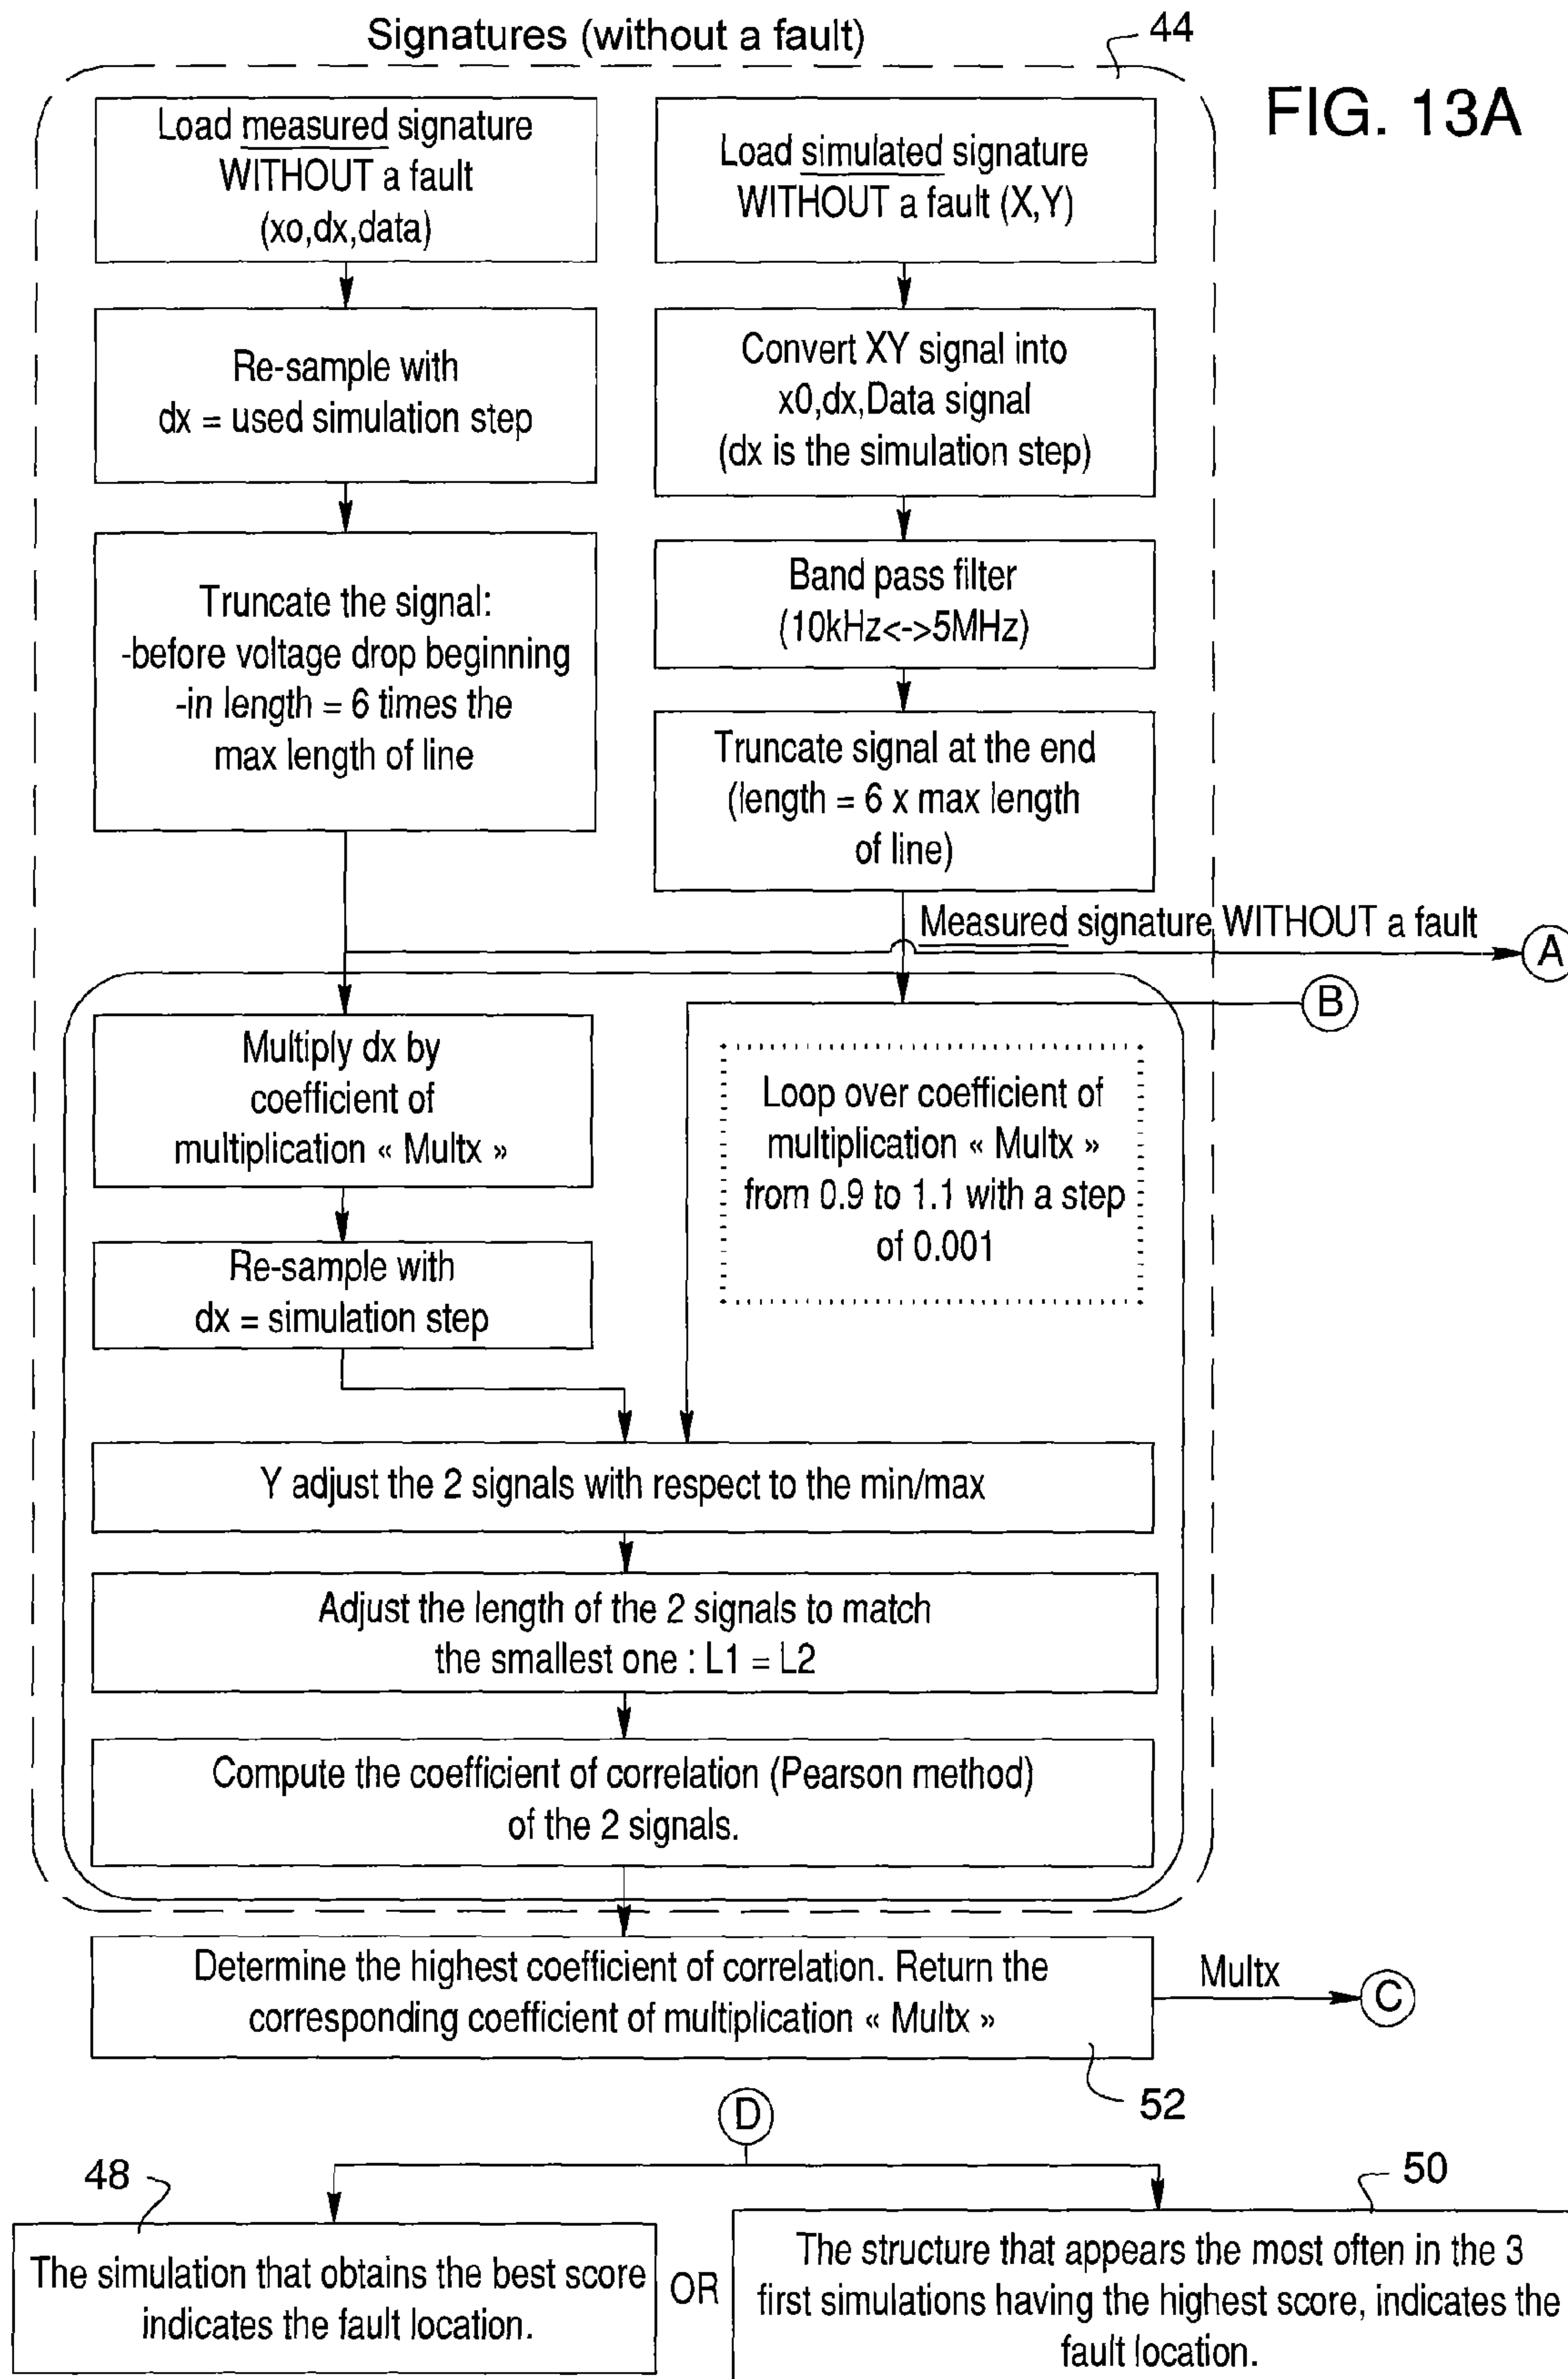 Signatures (without a fault)
44
FIG. 13A
Load measured signature
WITHOUT a fault
(xo,dx,data)
Load simulated signature
WITHOUT a fault (X,Y)
Re-sample with
dx = used simulation step
Convert XY signal into
x0,dx,Data signal
(dx is the simulation step)
Truncate the signal:
-before voltage drop beginning
-in length = 6 times the
max length of line
Band pass filter
(10kHz<->5MHz)
Truncate signal at the end
(length = 6 x max length
of line)
Measured signature WITHOUT a fault
A
B
Multiply dx by
coefficient of
multiplication « Multx »
Loop over coefficient of
multiplication « Multx »
from 0.9 to 1.1 with a step
of 0.001
Re-sample with
dx = simulation step
Y adjust the 2 signals with respect to the min/max
Adjust the length of the 2 signals to match
the smallest one : L1 = L2
Compute the coefficient of correlation (Pearson method)
of the 2 signals.
Determine the highest coefficient of correlation. Return the
corresponding coefficient of multiplication « Multx »
Multx
C
52
D
48
50
The simulation that obtains the best score
indicates the fault location.
OR
The structure that appears the most often in the 3
first simulations having the highest score, indicates the
fault location.